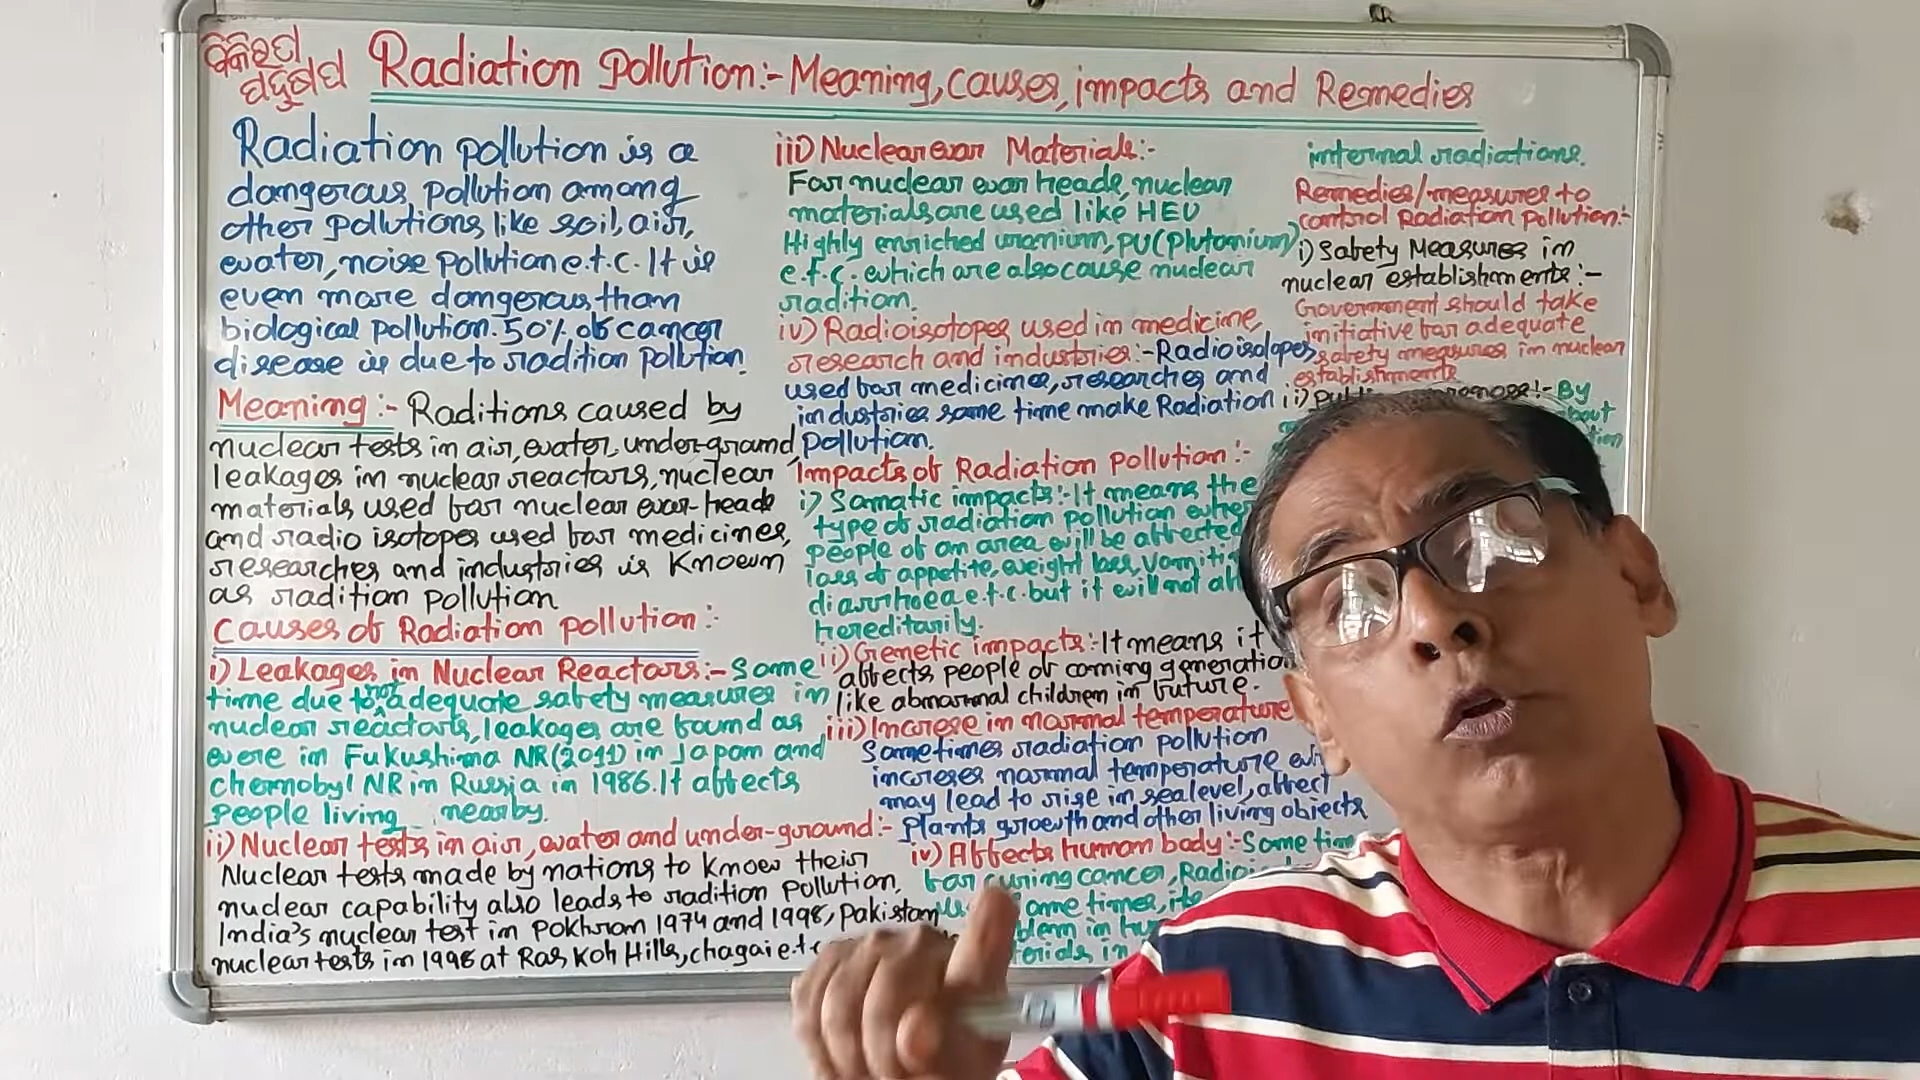 ବିକିରଣ
ପ୍ରଦୂଷଣ
Radiation Pollution:- Meaning, causes, impacts and Remedies
Radiation pollution is a
dangerous pollution among
other pollutions like soil, air,
water, noise pollution e.t.c. It is
even more dangerous than
biological pollution. 50% of cancer
disease is due to radition pollution.
Meaning:- Raditions caused by
nuclear tests in air, water, under-ground,
leakages in nuclear reactors, nuclear
materials used for nuclear war-heads
and radio isotopes used for medicines,
researches and industries is known
as radition pollution
causes of Radiation pollution:-
i) Leakages in Nuclear Reactors:- Some
time due to not adequate safety measures in
nuclear reactors, leakages are found as
were in Fukushima NR(2011) in Japan and
chernobyl NR in Russia in 1986. It affects
people living nearby.
ii) Nuclear tests in air, water and under-ground:-
Nuclear tests made by nations to know their
nuclear capability also leads to radition pollution.
India's nuclear test in Pokhran 1974 and 1998, Pakistan
nuclear tests in 1998 at Ras Koh Hills, chagai e.t.c
iii) Nuclear war Materials:-
For nuclear war heads, nuclear
materials are used like HEU
Highly enriched uranium, PU(Plutonium)
e.t.c. which are also cause nuclear
radition.
iv) Radioisotopes used in medicine,
research and industries:- Radioisotopes
used for medicines, researches and
industries some time make Radiation
pollution.
Impacts of Radiation Pollution:-
i) Somatic impacts:- It means the
type of radiation pollution
people of an area will be affected
loss of appetite, weight loss,
diarrhoea e.t.c. but it will not
hereditarily.
ii) Genetic impacts:- It means it
affects people of coming generation
like abnormal children in future.
iii) Increse in normal temperature
Sometimes radiation pollution
increses normal temperature
may lead to rise in sealevel, affect
plants growth and other living objects
iv) Affects human body:- Some
for curing cancer,
some times,
in
in
internal radiations.
Remedies/measures to
control Radiation pollution:-
i) Safety Measures in
nuclear establishments:-
Government should take
initiative for adequate
safety measures in nuclear
establishments
ii) :- By